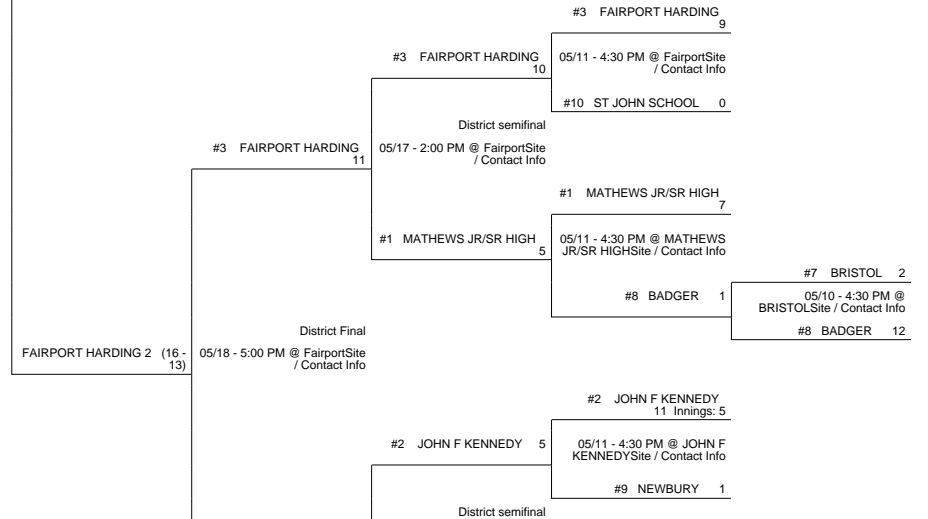 #3 FAIRPORT HARDING
9
#3 FAIRPORT HARDING
10
05/11 - 4:30 PM @ FairportSite
/ Contact Info
#10 ST JOHN SCHOOL 0
District semifinal
#3 FAIRPORT HARDING
11
05/17 - 2:00 PM @ FairportSite
/ Contact Info
#1 MATHEWS JR/SR HIGH
7
#1 MATHEWS JR/SR HIGH
5
05/11 - 4:30 PM @ MATHEWS
JR/SR HIGHSite / Contact Info
#7 BRISTOL 2
#8 BADGER 1
05/10 - 4:30 PM @
BRISTOLSite / Contact Info
#8 BADGER 12
District Final
FAIRPORT HARDING 2 (16 -
13)
05/18 - 5:00 PM @ FairportSite
/ Contact Info
#2 JOHN F KENNEDY
11 Innings: 5
#2 JOHN F KENNEDY 5
05/11 - 4:30 PM @ JOHN F
KENNEDYSite / Contact Info
#9 NEWBURY 1
District semifinal